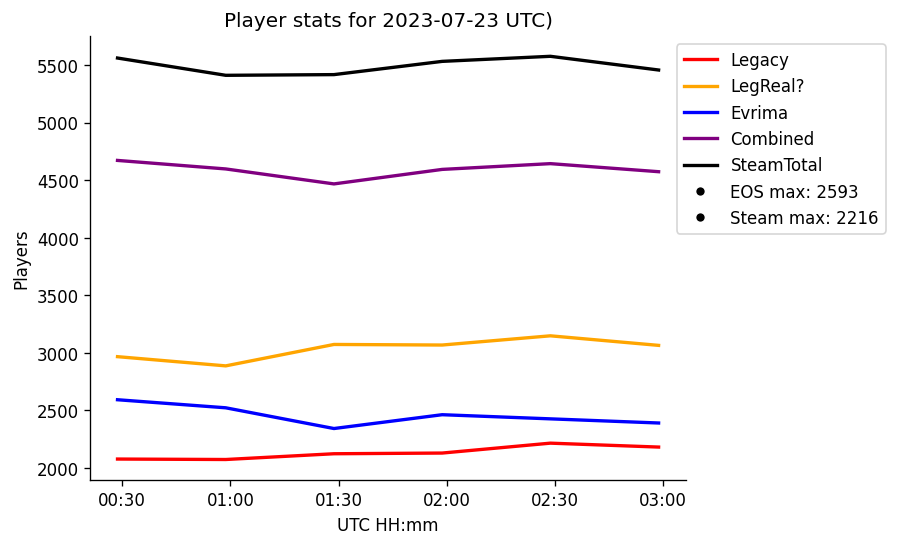 Player stats for 2023-07-23 UTC)
Legacy
LegReal?
Evrima
Combined
SteamTotal
EOS max: 2593
Steam max: 2216
Players
5500
5000
4500
4000
3500
3000
2500
2000
00:30 01:00 01:30 02:00 02:30 03:00
UTC HH:mm